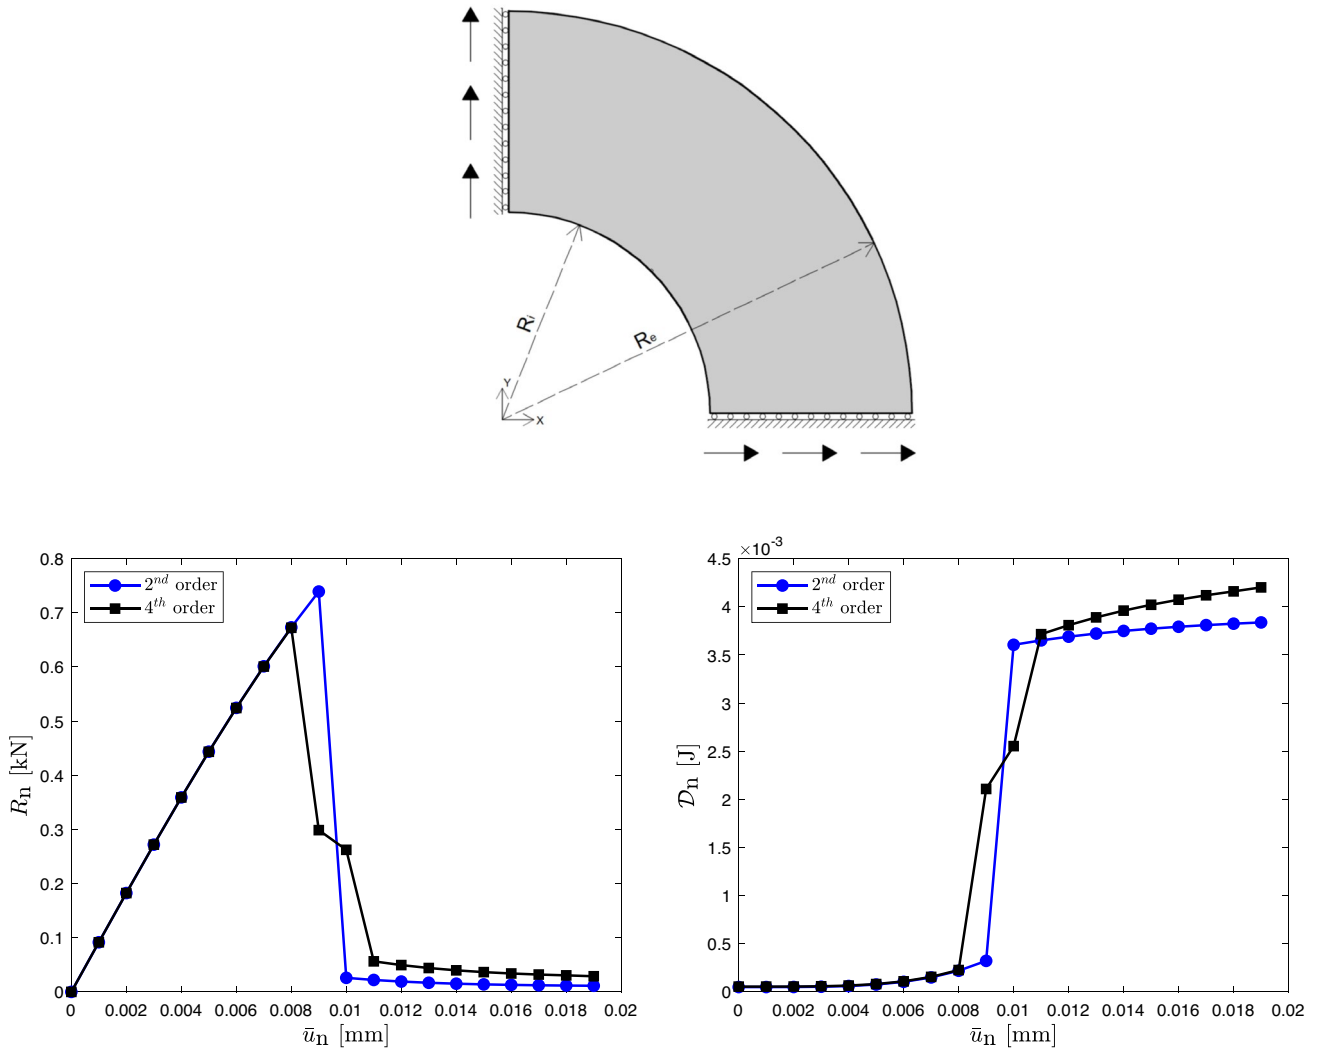 Ri
Re
Y
X
0.8
0.7
0.6
0.5
0.4
0.3
0.2
0.1
0
2nd order
4th order
Rn [kN]
0 0.002 0.004 0.006 0.008 0.01 0.012 0.014 0.016 0.018 0.02
ūn [mm]
×10-3
4.5
4
3.5
3
2.5
2
1.5
1
0.5
0
2nd order
4th order
𝒟n [J]
0 0.002 0.004 0.006 0.008 0.01 0.012 0.014 0.016 0.018 0.02
ūn [mm]